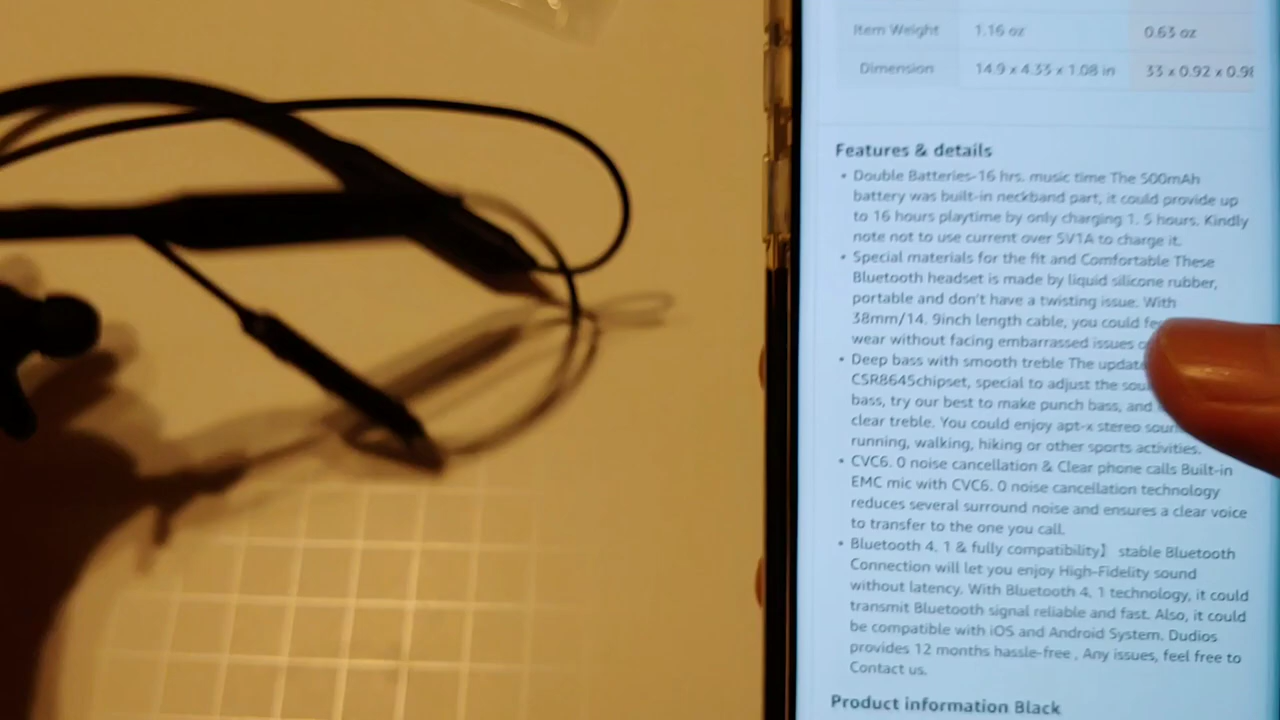 Item Weight 1.16 oz 0.63 oz
Dimension 14.9 x 4.33 x 1.08 in 33 x 0.92 x 0.98
Features & details
• Double Batteries-16 hrs. music time The 500mAh
battery was built-in neckband part, it could provide up
to 16 hours playtime by only charging 1. 5 hours. Kindly
note not to use current over 5V1A to charge it.
• Special materials for the fit and Comfortable These
Bluetooth headset is made by liquid silicone rubber,
portable and don't have a twisting issue. With
38mm/14. 9inch length cable, you could
wear without facing embarrassed issues
• Deep bass with smooth treble The
CSR8645chipset, special to adjust the
bass, try our best to make punch bass, and
clear treble. You could enjoy apt-x stereo
running, walking, hiking or other sports activities.
• CVC6. 0 noise cancellation & Clear phone calls Built-in
EMC mic with CVC6. 0 noise cancellation technology
reduces several surround noise and ensures a clear voice
to transfer to the one you call.
• Bluetooth 4. 1 & fully compatibility】 stable Bluetooth
Connection will let you enjoy High-Fidelity sound
without latency. With Bluetooth 4. 1 technology, it could
transmit Bluetooth signal reliable and fast. Also, it could
be compatible with iOS and Android System. Dudios
provides 12 months hassle-free , Any issues, feel free to
Contact us.
Product information Black